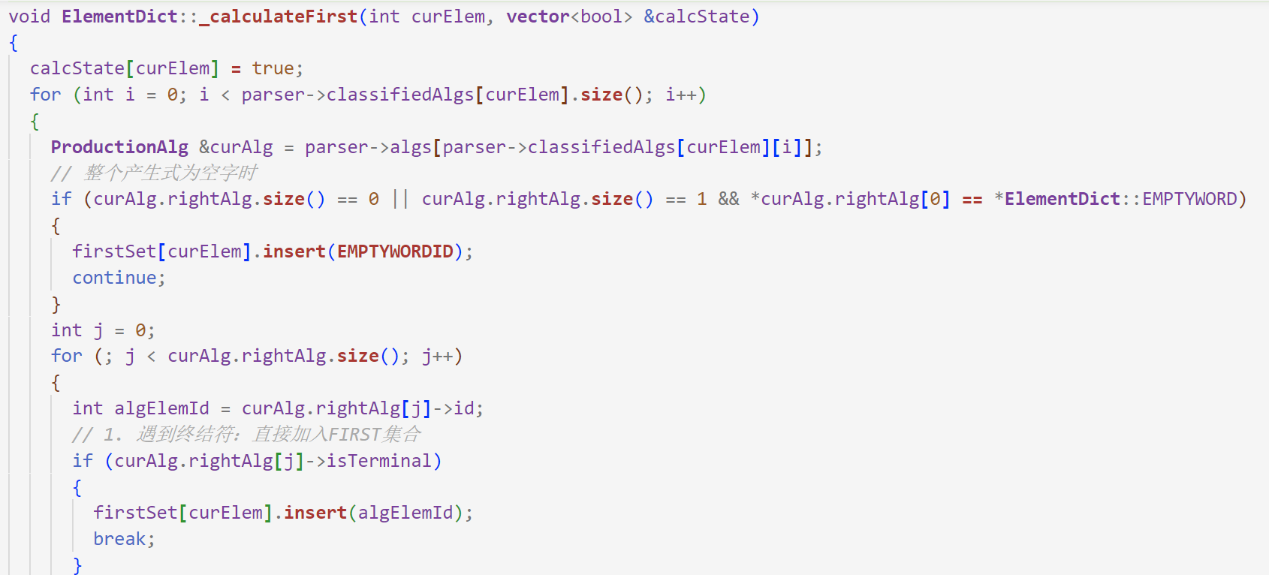 void ElementDict::_calculateFirst(int curElem, vector<bool> &calcState)
{
  calcState[curElem] = true;
  for (int i = 0; i < parser->classifiedAlgs[curElem].size(); i++)
  {
    ProductionAlg &curAlg = parser->algs[parser->classifiedAlgs[curElem][i]];
    // 整个产生式为空字时
    if (curAlg.rightAlg.size() == 0 || curAlg.rightAlg.size() == 1 && *curAlg.rightAlg[0] == *ElementDict::EMPTYWORD)
    {
      firstSet[curElem].insert(EMPTYWORDID);
      continue;
    }
    int j = 0;
    for (; j < curAlg.rightAlg.size(); j++)
    {
      int algElemId = curAlg.rightAlg[j]->id;
      // 1. 遇到终结符: 直接加入FIRST集合
      if (curAlg.rightAlg[j]->isTerminal)
      {
        firstSet[curElem].insert(algElemId);
        break;
      }